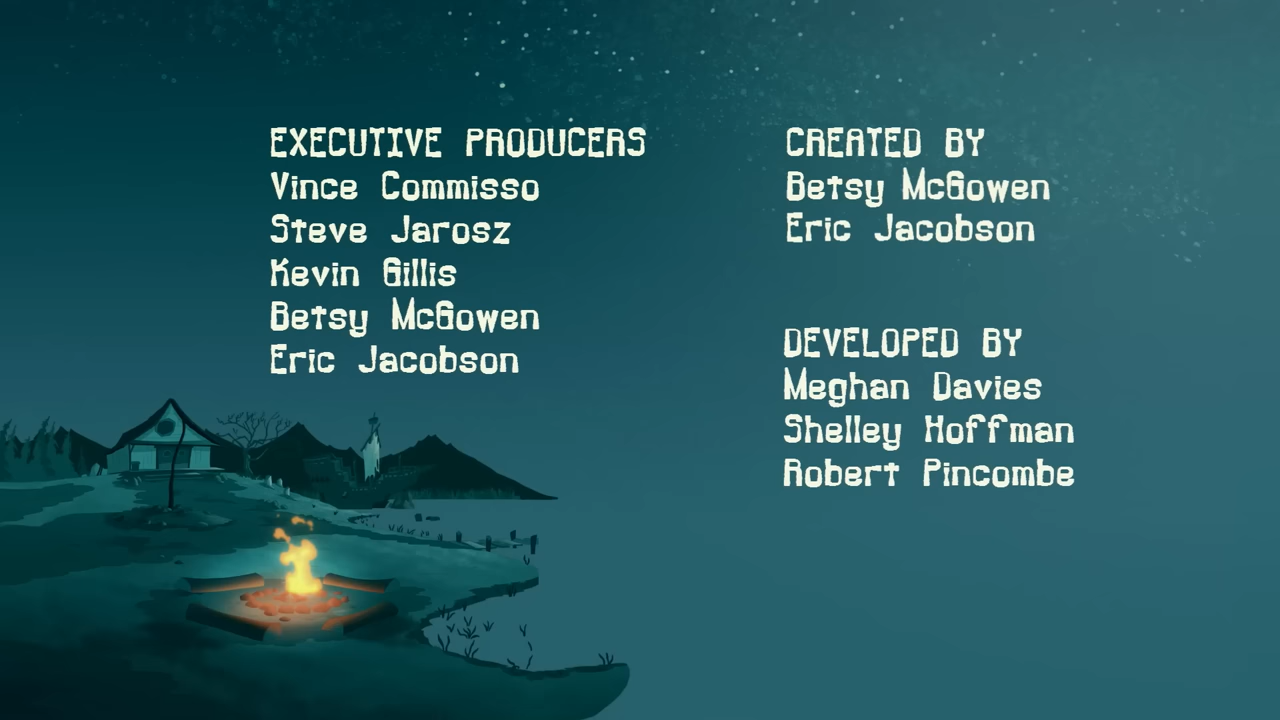 EXECUTIVE PRODUCERS
Vince Commisso
Steve Jarosz
Kevin Gillis
Betsy McGowen
Eric Jacobson
CREATED BY
Betsy McGowen
Eric Jacobson
DEVELOPED BY
Meghan Davies
Shelley Hoffman
Robert Pincombe